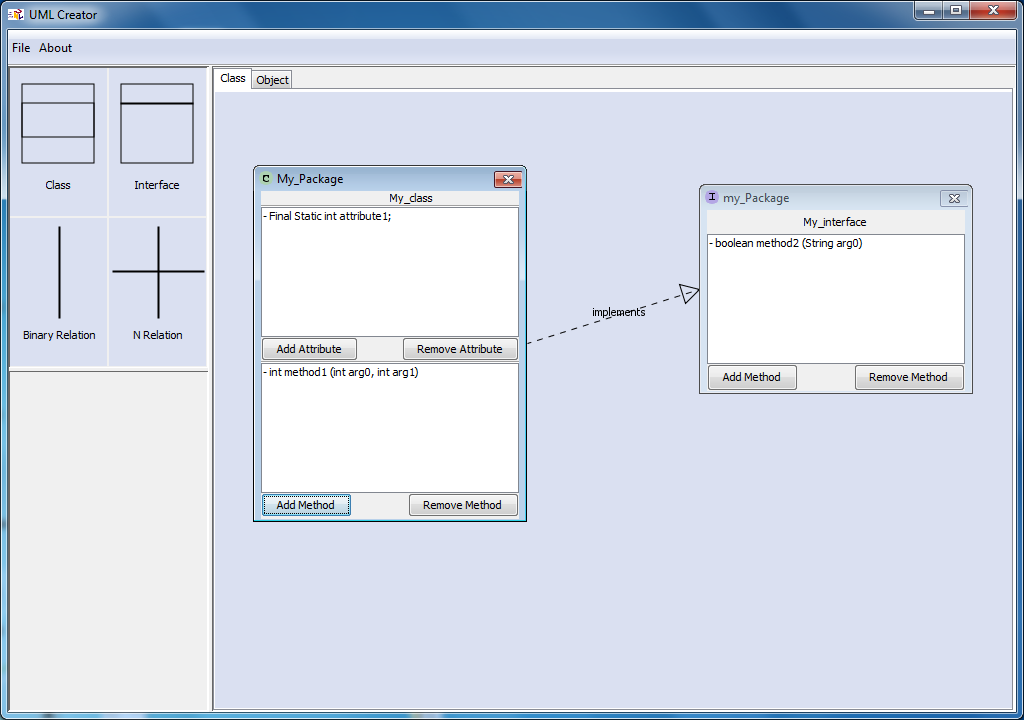 UML Creator
File About
Class Object
Class Interface
Binary Relation N Relation
C My_Package
My_class
- Final Static int attribute1;
Add Attribute Remove Attribute
- int method1 (int arg0, int arg1)
Add Method Remove Method
implements
I my_Package
My_interface
- boolean method2 (String arg0)
Add Method Remove Method